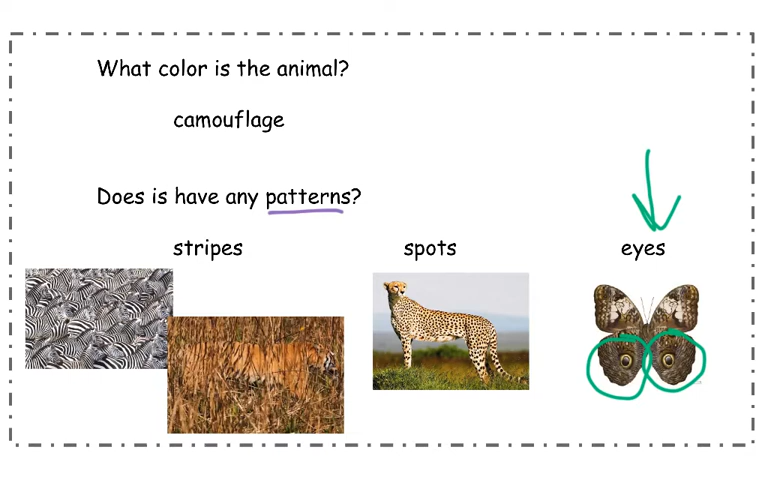 What color is the animal?
camouflage
Does is have any patterns?
stripes spots eyes